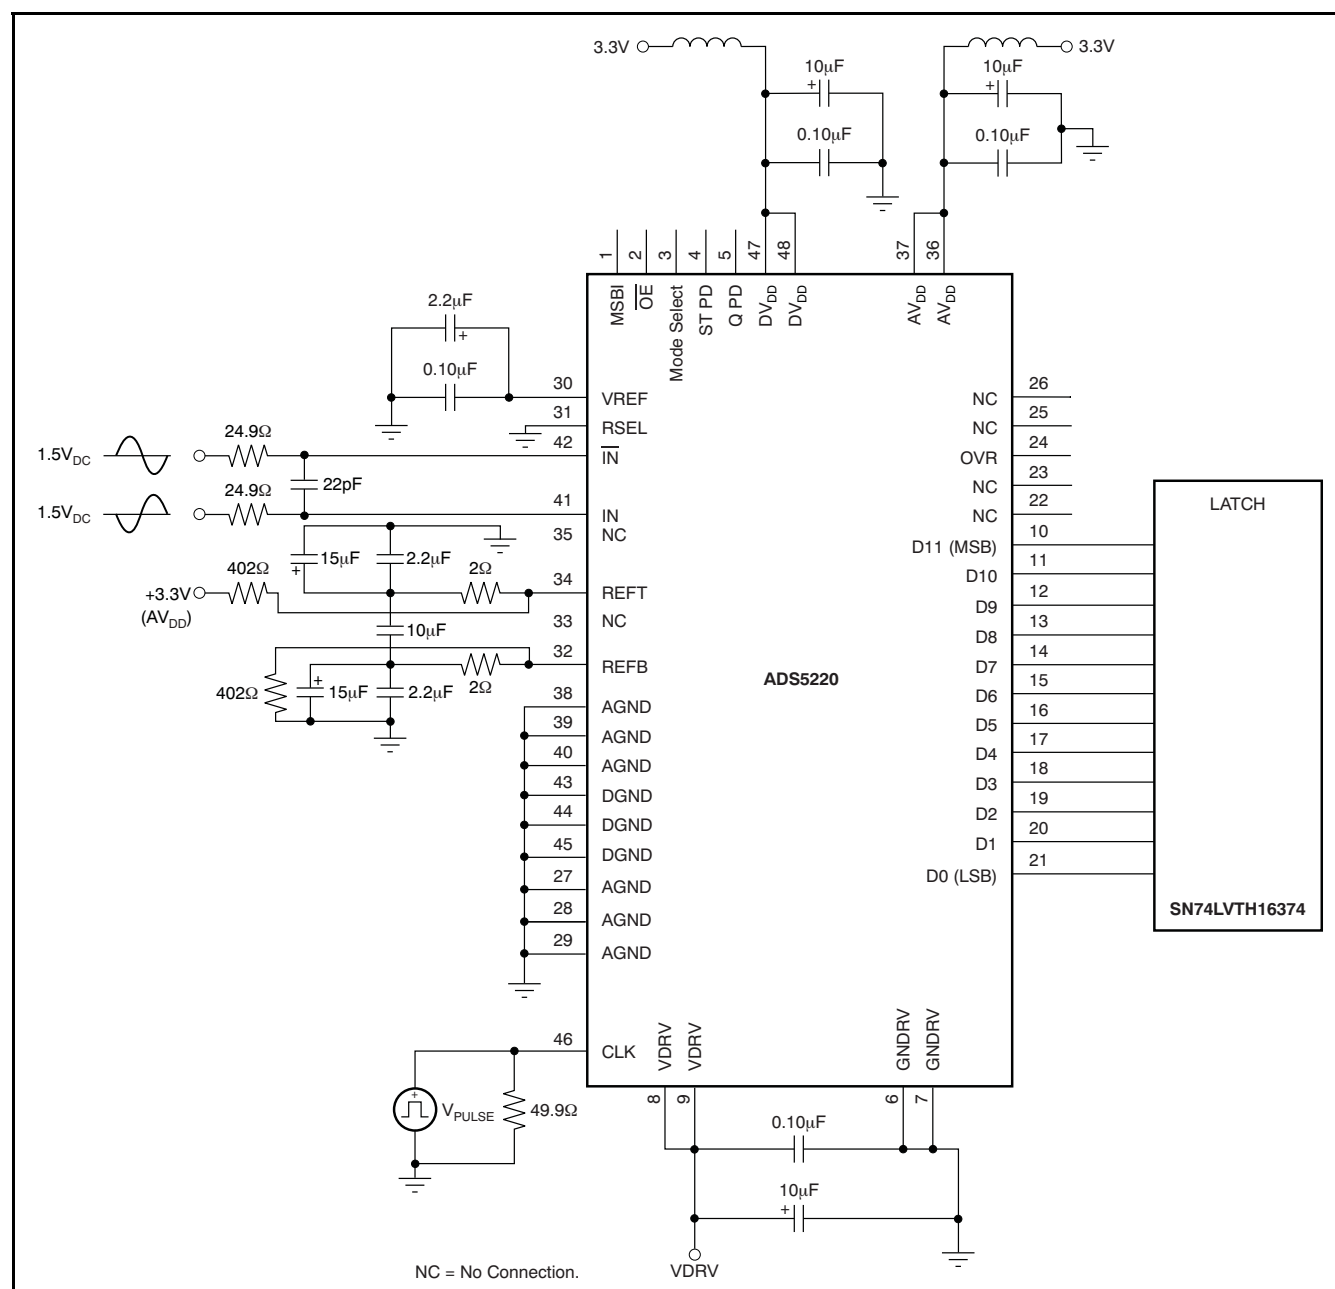 3.3V
3.3V
10μF
+
10μF
+
0.10μF
0.10μF
1
2
3
4
5
47
48
37
36
MSBI
OE
Mode Select
ST PD
Q PD
DVDD
DVDD
AVDD
AVDD
2.2μF
+
0.10μF
30
VREF
31
RSEL
42
IN
24.9Ω
1.5VDC
22pF
24.9Ω
1.5VDC
41
IN
35
NC
15μF
+
2.2μF
402Ω
2Ω
34
REFT
+3.3V
(AVDD)
33
NC
10μF
32
REFB
402Ω
+
15μF
2.2μF
2Ω
38
AGND
39
AGND
40
AGND
43
DGND
44
DGND
45
DGND
27
AGND
28
AGND
29
AGND
46
CLK
+
VPULSE
49.9Ω
ADS5220
NC
26
NC
25
OVR
24
NC
23
NC
22
D11 (MSB)
10
D10
11
D9
12
D8
13
D7
14
D6
15
D5
16
D4
17
D3
18
D2
19
D1
20
D0 (LSB)
21
LATCH
SN74LVTH16374
VDRV
VDRV
GNDRV
GNDRV
8
9
6
7
0.10μF
10μF
+
VDRV
NC = No Connection.